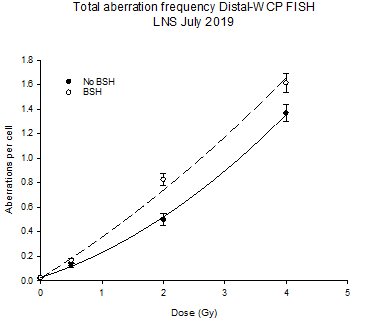 Total aberration frequency Distal-WCP FISH
LNS July 2019
1.8
1.6
1.4
1.2
1.0
0.8
0.6
0.4
0.2
0.0
Aberrations per cell
No BSH
BSH
0 1 2 3 4 5
Dose (Gy)